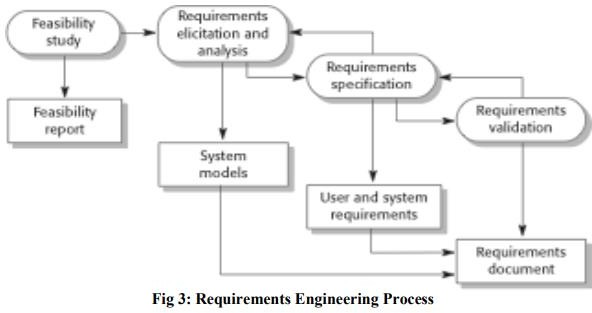 Feasibility
study
Requirements
elicitation and
analysis
Requirements
specification
Requirements
validation
Feasibility
report
System
models
User and system
requirements
Requirements
document
Fig 3: Requirements Engineering Process